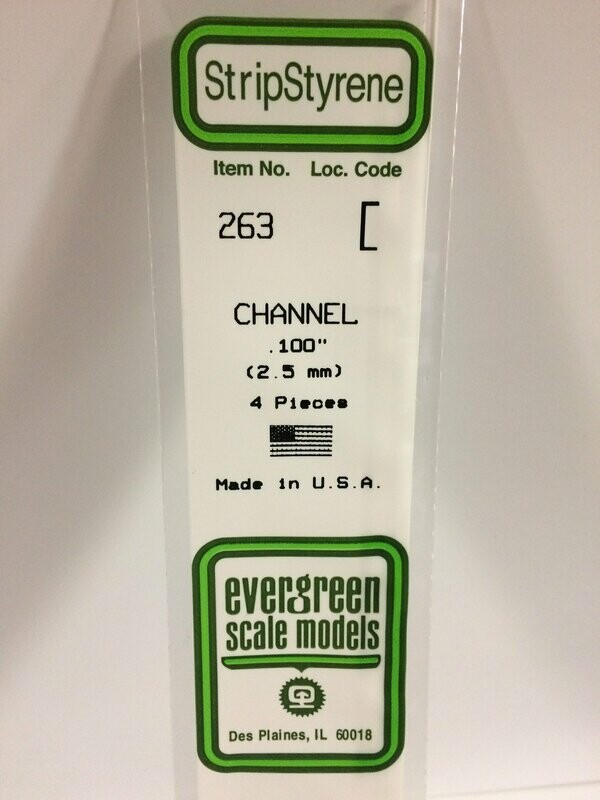 StripStyrene
Item No. Loc. Code
263 [
CHANNEL
.100"
(2.5 mm)
4 Pieces
Made in U.S.A.
evergreen
scale models
Des Plaines, IL 60018